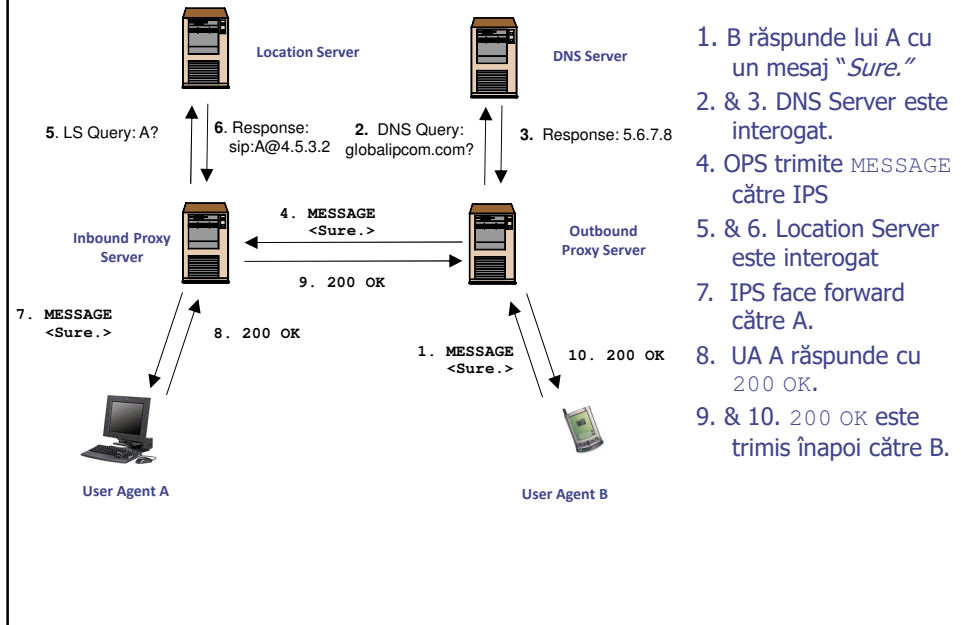 Location Server
DNS Server
5. LS Query: A?
6. Response:
sip:A@4.5.3.2
2. DNS Query:
globalipcom.com?
3. Response: 5.6.7.8
Inbound Proxy
Server
4. MESSAGE
<Sure.>
9. 200 OK
Outbound
Proxy Server
7. MESSAGE
<Sure.>
8. 200 OK
1. MESSAGE
<Sure.>
10. 200 OK
User Agent A
User Agent B
1. B răspunde lui A cu
un mesaj “Sure.”
2. & 3. DNS Server este
interogat.
4. OPS trimite MESSAGE
către IPS
5. & 6. Location Server
este interogat
7. IPS face forward
către A.
8. UA A răspunde cu
200 OK.
9. & 10. 200 OK este
trimis înapoi către B.